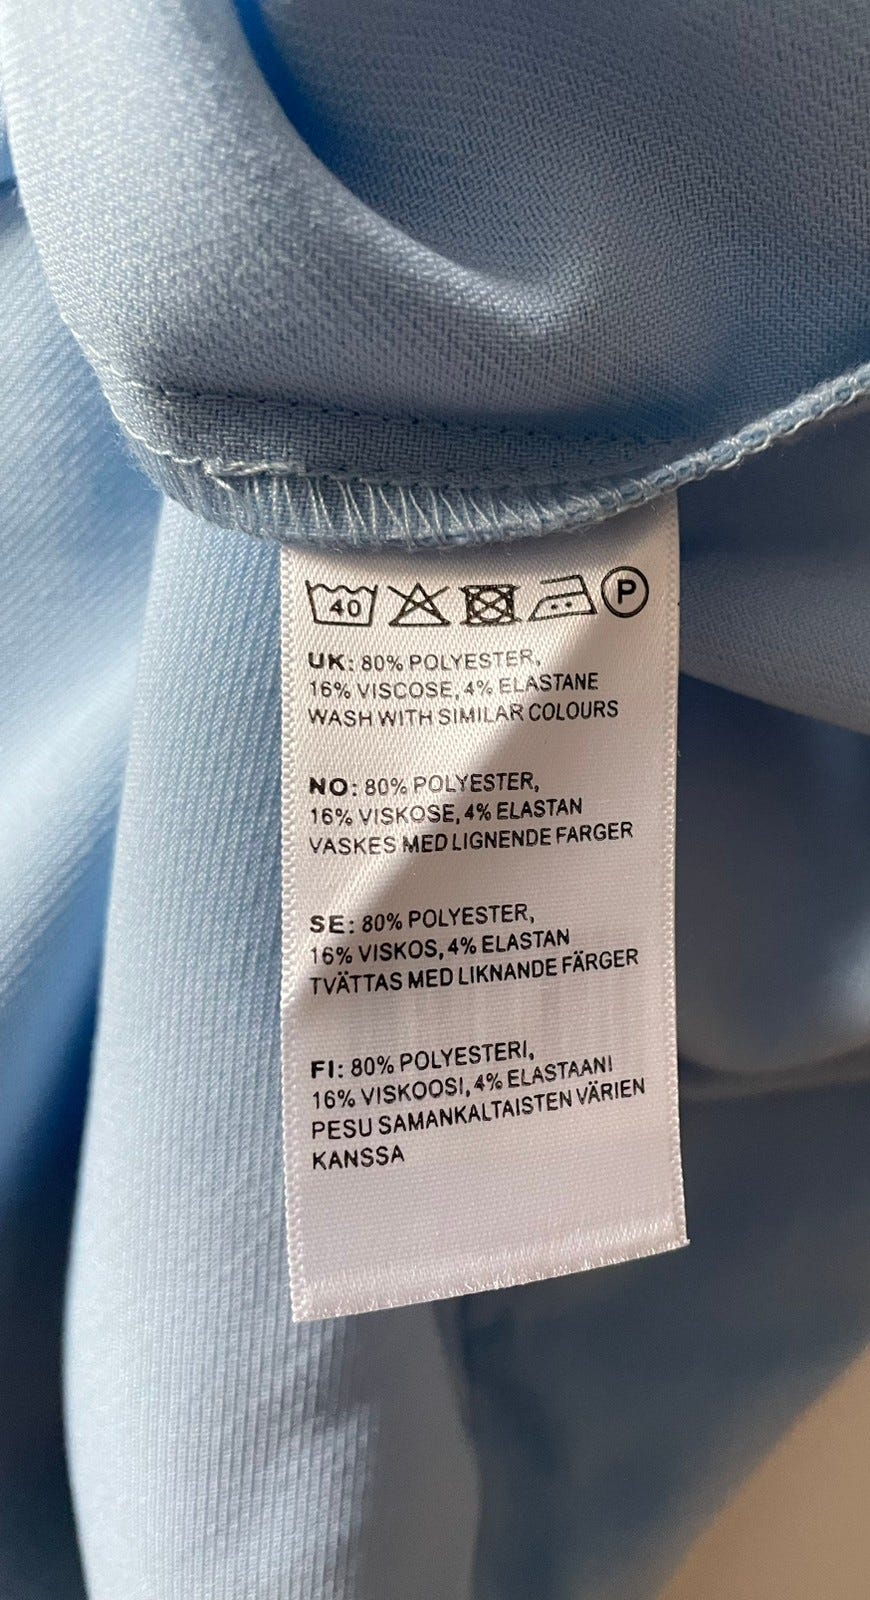 40 P
UK: 80% POLYESTER,
16% VISCOSE, 4% ELASTANE
WASH WITH SIMILAR COLOURS
NO: 80% POLYESTER,
16% VISKOSE, 4% ELASTAN
VASKES MED LIGNENDE FARGER
SE: 80% POLYESTER,
16% VISKOS, 4% ELASTAN
TVÄTTAS MED LIKNANDE FÄRGER
FI: 80% POLYESTERI,
16% VISKOOSI, 4% ELASTAANI
PESU SAMANKALTAISTEN VÄRIEN
KANSSA